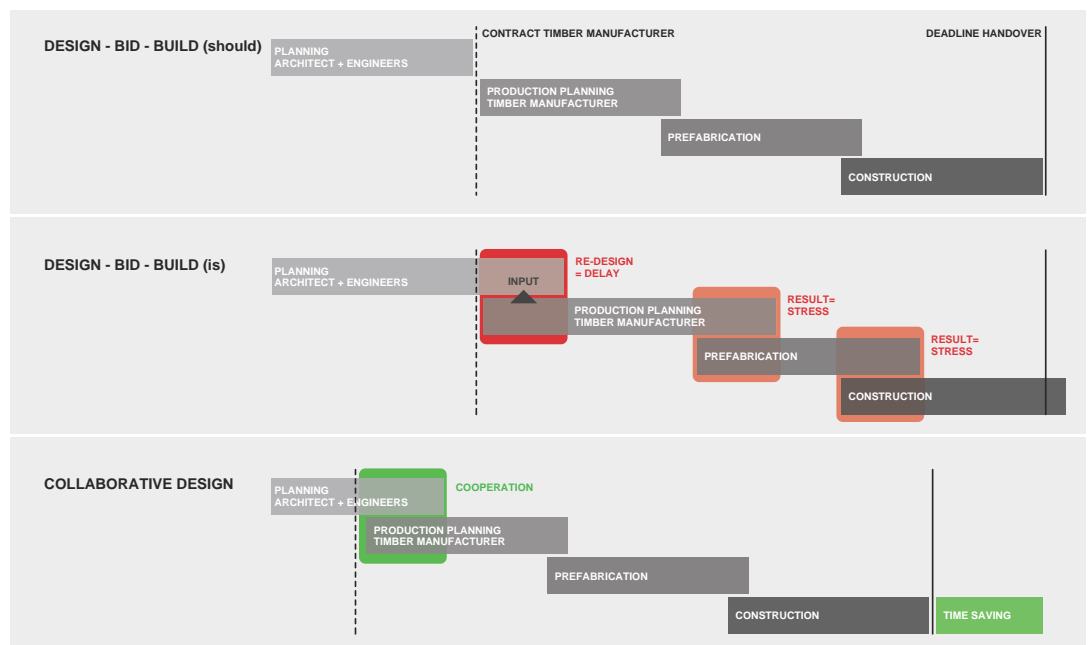 DESIGN - BID - BUILD (should)
CONTRACT TIMBER MANUFACTURER
DEADLINE HANDOVER
PLANNING
ARCHITECT + ENGINEERS
PRODUCTION PLANNING
TIMBER MANUFACTURER
PREFABRICATION
CONSTRUCTION
DESIGN - BID - BUILD (is)
PLANNING
ARCHITECT + ENGINEERS
INPUT
RE-DESIGN
= DELAY
PRODUCTION PLANNING
TIMBER MANUFACTURER
RESULT=
STRESS
PREFABRICATION
RESULT=
STRESS
CONSTRUCTION
COLLABORATIVE DESIGN
PLANNING
ARCHITECT + ENGINEERS
COOPERATION
PRODUCTION PLANNING
TIMBER MANUFACTURER
PREFABRICATION
CONSTRUCTION
TIME SAVING